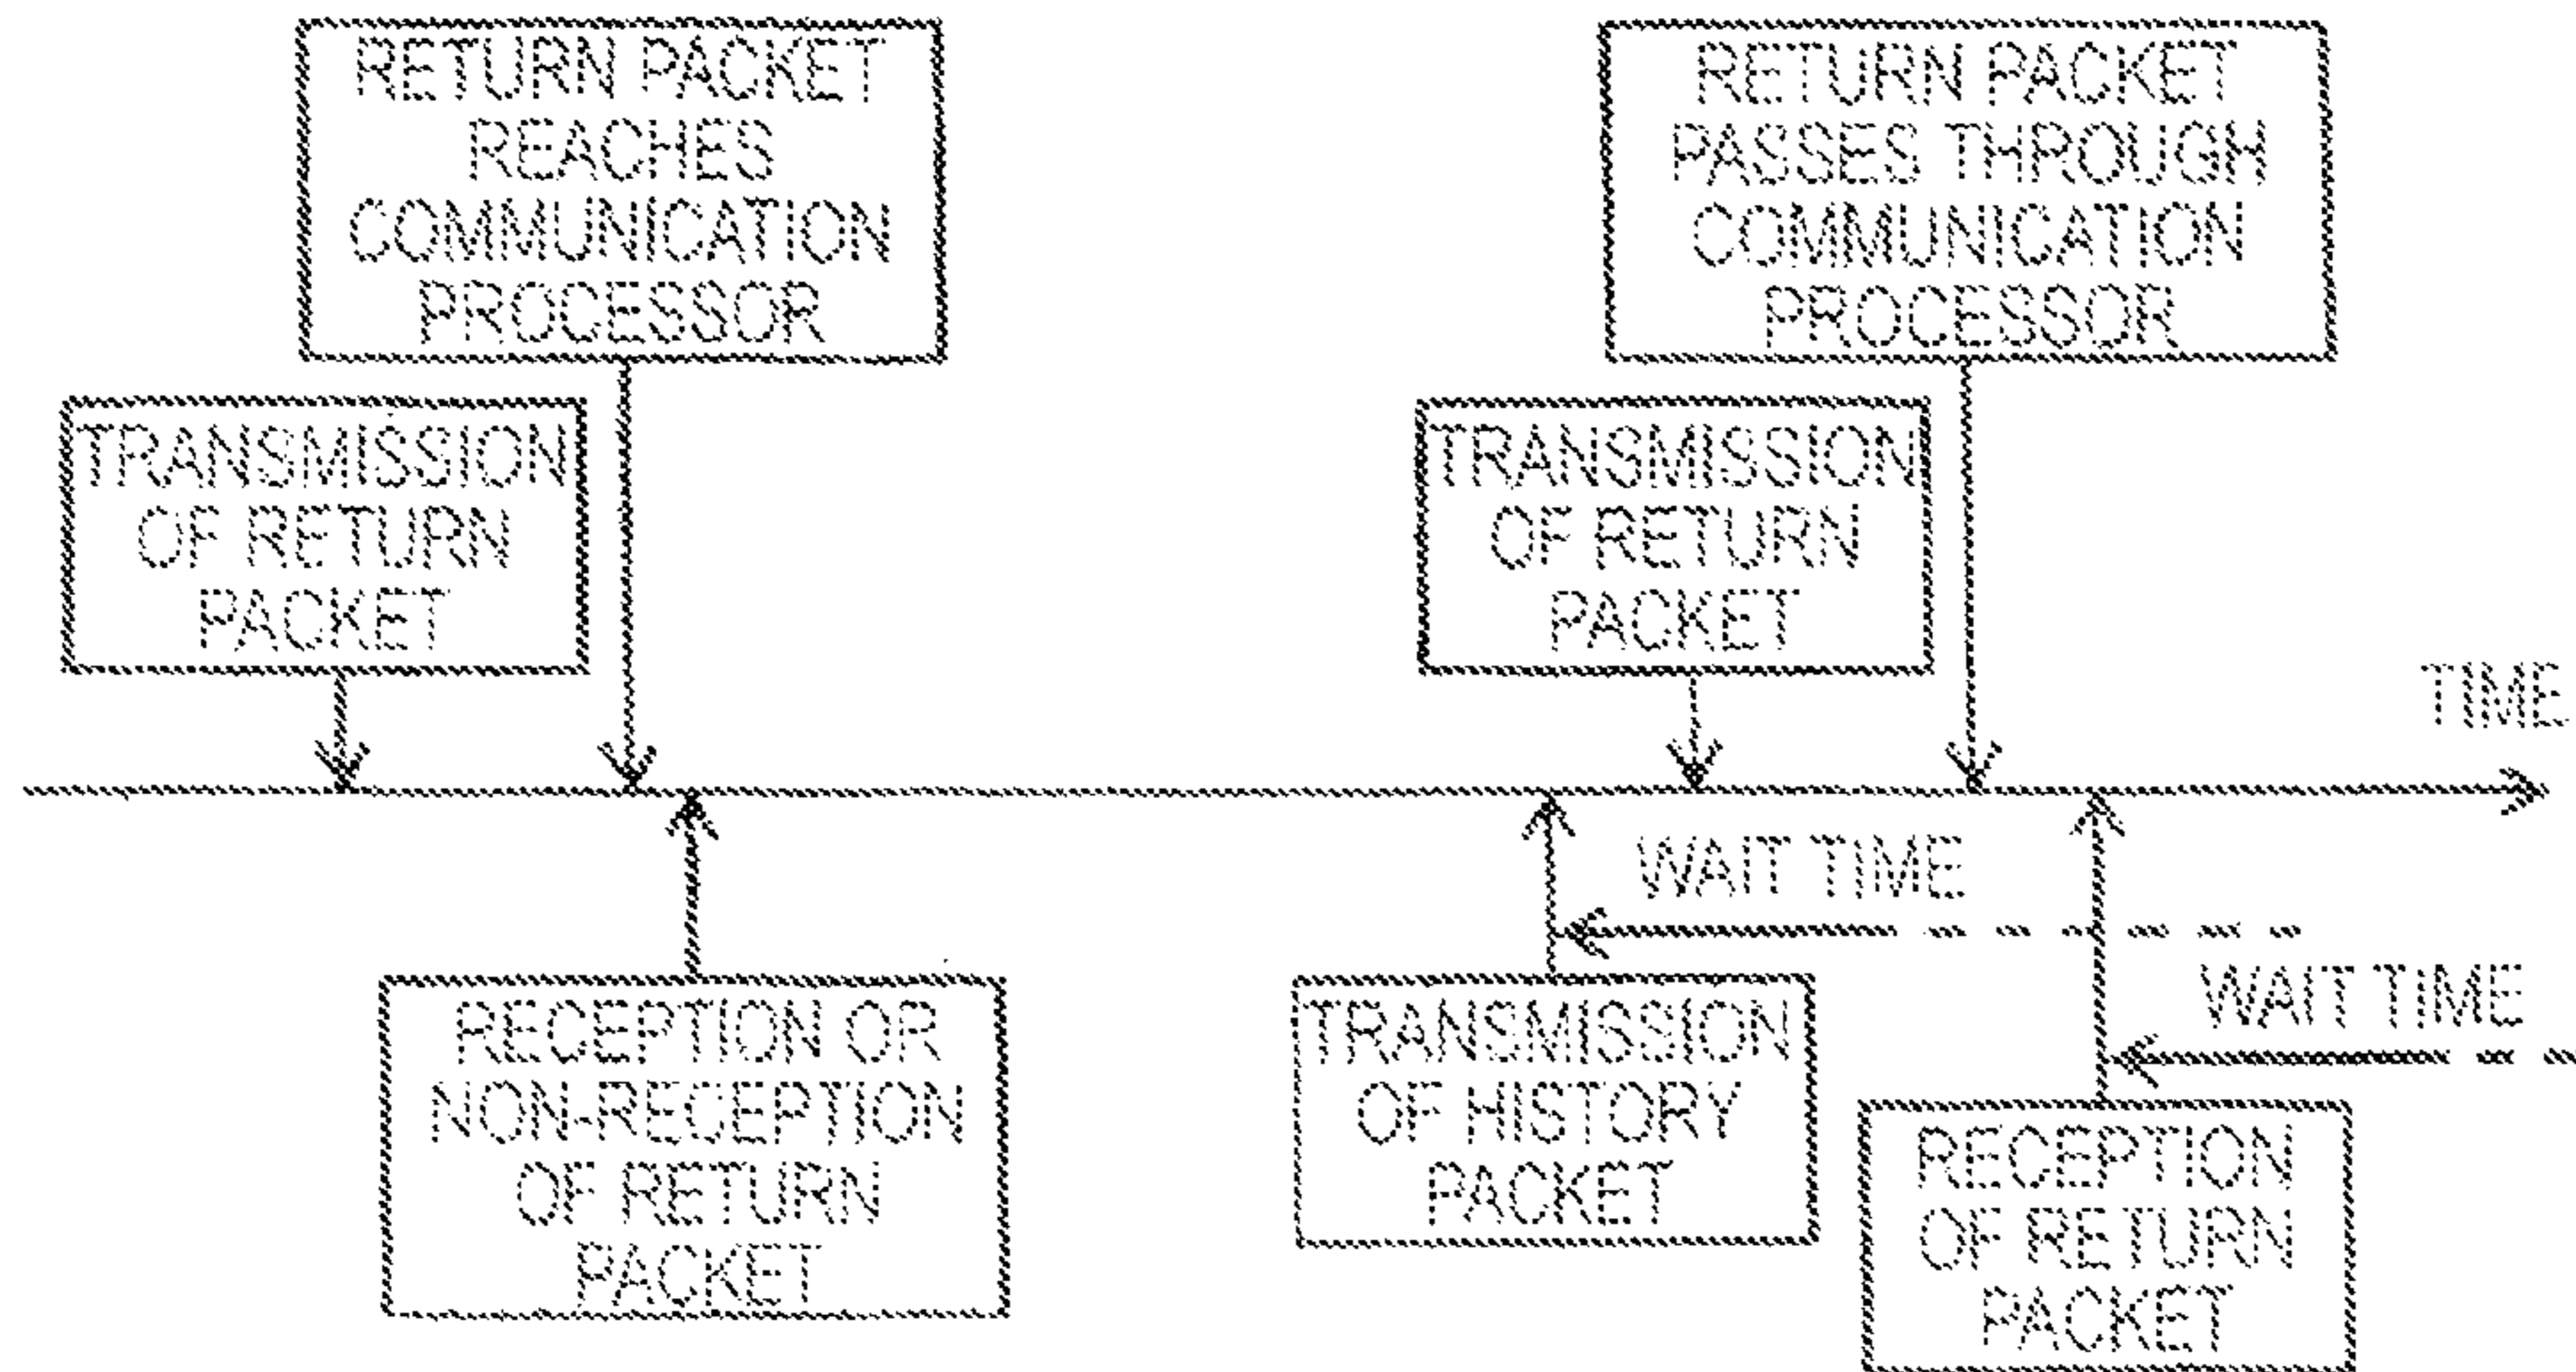 RETURN PACKET
REACHES
COMMUNICATION
PROCESSOR
RETURN PACKET
PASSES THROUGH
COMMUNICATION
PROCESSOR
TRANSMISSION
OF RETURN
PACKET
TRANSMISSION
OF RETURN
PACKET
TIME
WAIT TIME
WAIT TIME
RECEPTION OR
NON-RECEPTION
OF RETURN
PACKET
TRANSMISSION
OF HISTORY
PACKET
RECEPTION
OF RETURN
PACKET